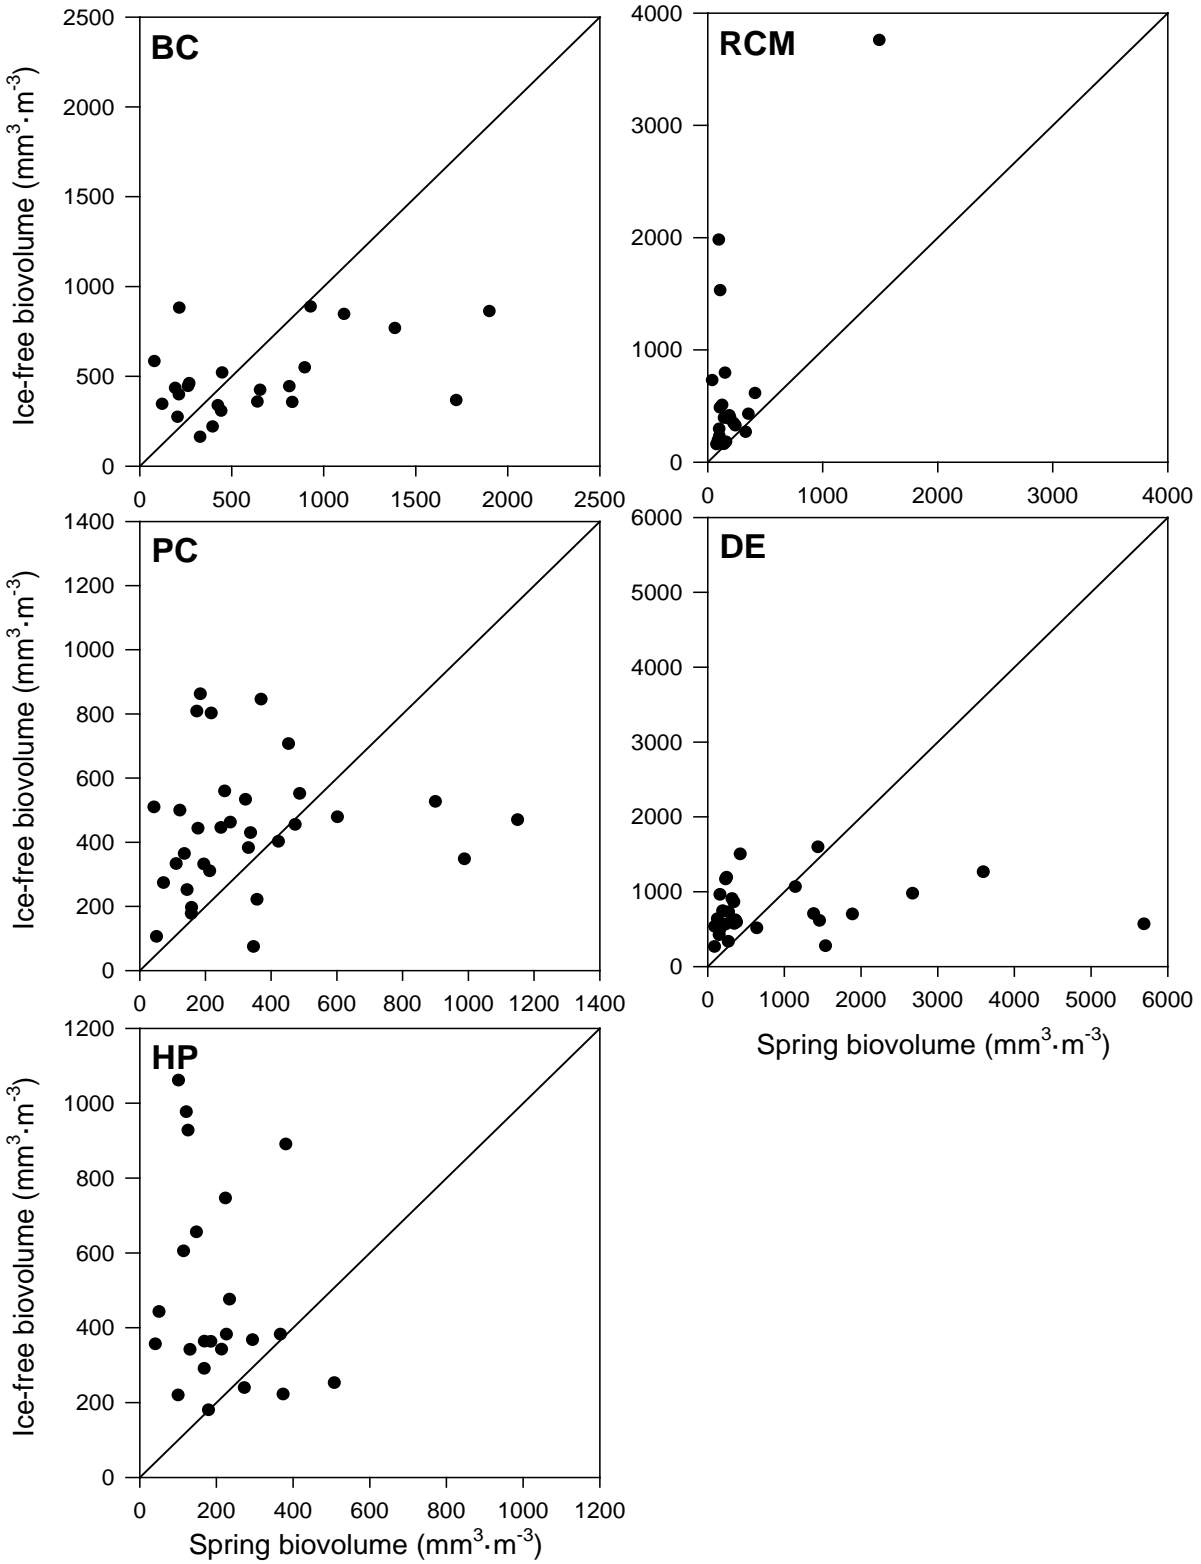 BC
Ice-free biovolume (mm³·m⁻³)
2500
2000
1500
1000
500
0
0 500 1000 1500 2000 2500
RCM
4000
3000
2000
1000
0
0 1000 2000 3000 4000
PC
Ice-free biovolume (mm³·m⁻³)
1400
1200
1000
800
600
400
200
0
0 200 400 600 800 1000 1200 1400
DE
6000
5000
4000
3000
2000
1000
0
0 1000 2000 3000 4000 5000 6000
Spring biovolume (mm³·m⁻³)
HP
Ice-free biovolume (mm³·m⁻³)
1200
1000
800
600
400
200
0
0 200 400 600 800 1000 1200
Spring biovolume (mm³·m⁻³)